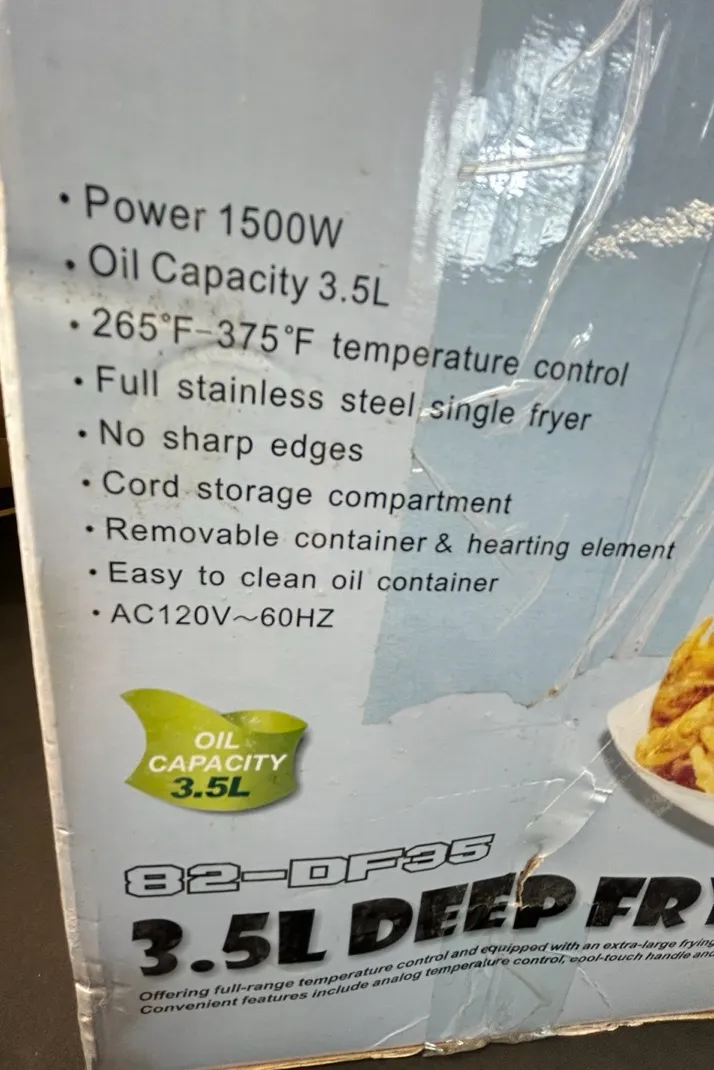 • Power 1500W
• Oil Capacity 3.5L
• 265°F-375°F temperature control
• Full stainless steel single fryer
• No sharp edges
• Cord storage compartment
• Removable container & hearting element
• Easy to clean oil container
• AC120V～60HZ
OIL
CAPACITY
3.5L
82-DF35
3.5L DEEP
Offering full-range temperature control and equipped with an extra-large frying
Convenient features include analog temperature control, cool-touch handle and